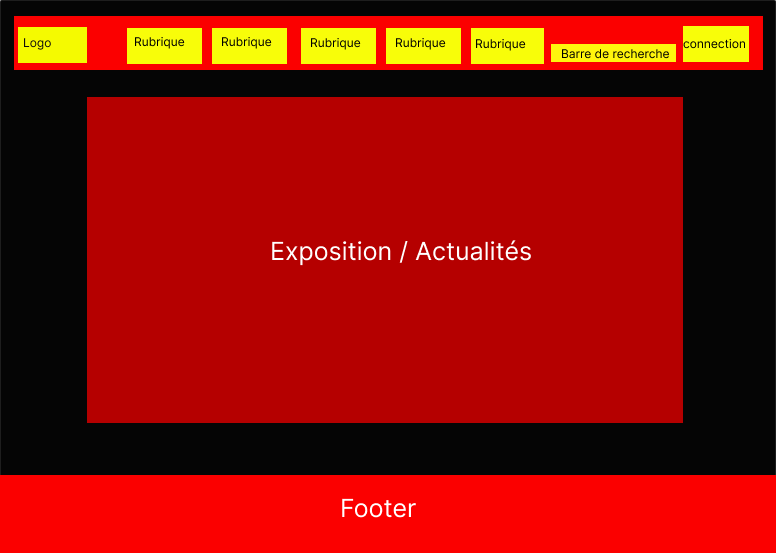 Logo
Rubrique
Rubrique
Rubrique
Rubrique
Rubrique
Barre de recherche
connection
Exposition / Actualités
Footer